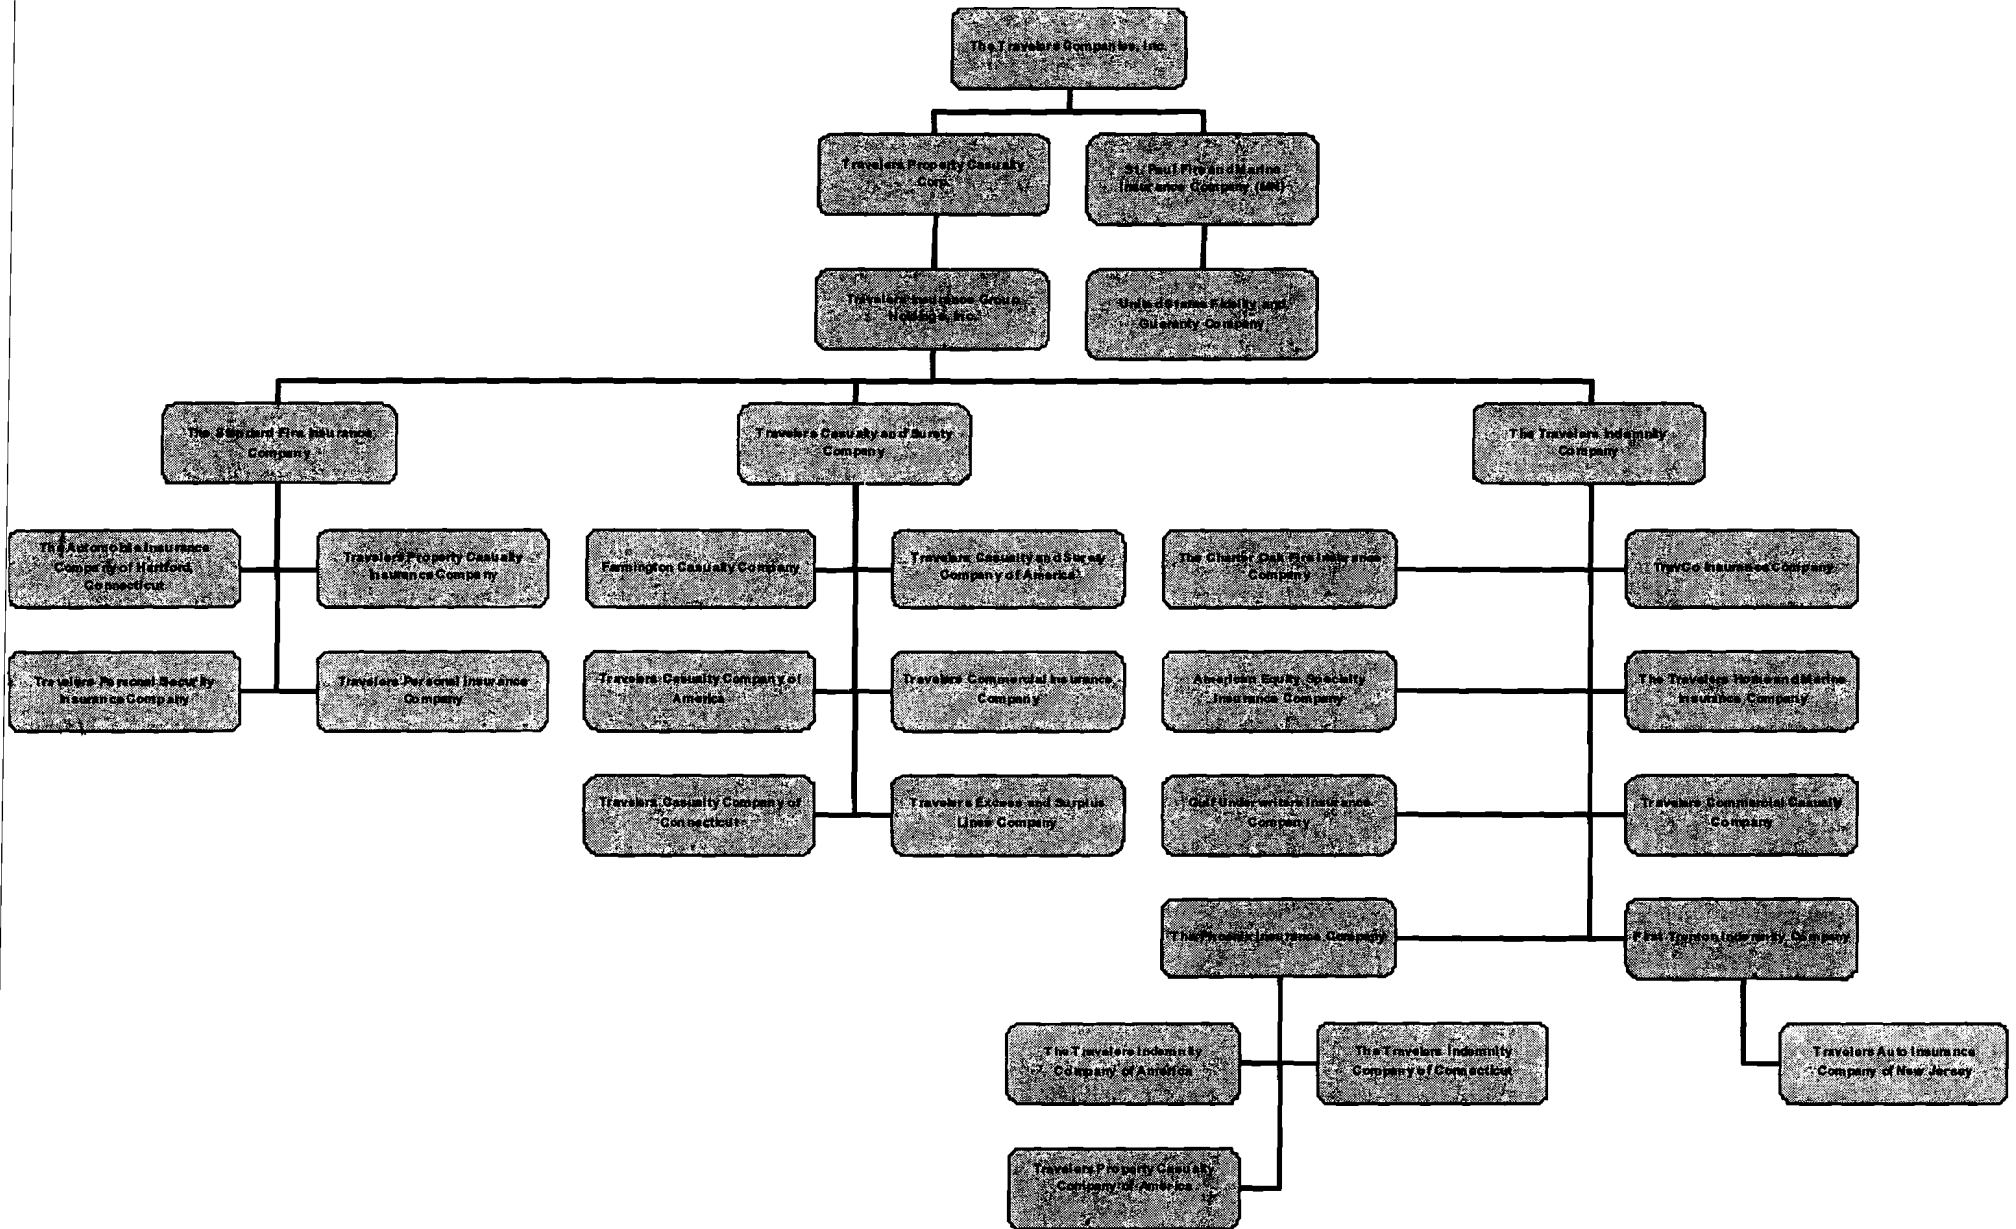 The Travelers Companies, Inc.
Travelers Property Casualty
Corp.
St. Paul Fire and Marine
Insurance Company (MN)
Travelers Insurance Group
Holdings, Inc.
United States Fidelity and
Guaranty Company
The Standard Fire Insurance
Company
Travelers Casualty and Surety
Company
The Travelers Indemnity
Company
The Automobile Insurance
Company of Hartford,
Connecticut
Travelers Property Casualty
Insurance Company
Farmington Casualty Company
Travelers Casualty and Surety
Company of America
The Charter Oak Fire Insurance
Company
TravCo Insurance Company
Travelers Personal Security
Insurance Company
Travelers Personal Insurance
Company
Travelers Casualty Company of
America
Travelers Commercial Insurance
Company
American Equity Specialty
Insurance Company
The Travelers Home and Marine
Insurance Company
Travelers Casualty Company of
Connecticut
Travelers Excess and Surplus
Lines Company
Gulf Underwriters Insurance
Company
Travelers Commercial Casualty
Company
The Phoenix Insurance Company
First Trenton Indemnity Company
The Travelers Indemnity
Company of America
The Travelers Indemnity
Company of Connecticut
Travelers Auto Insurance
Company of New Jersey
Travelers Property Casualty
Company of America